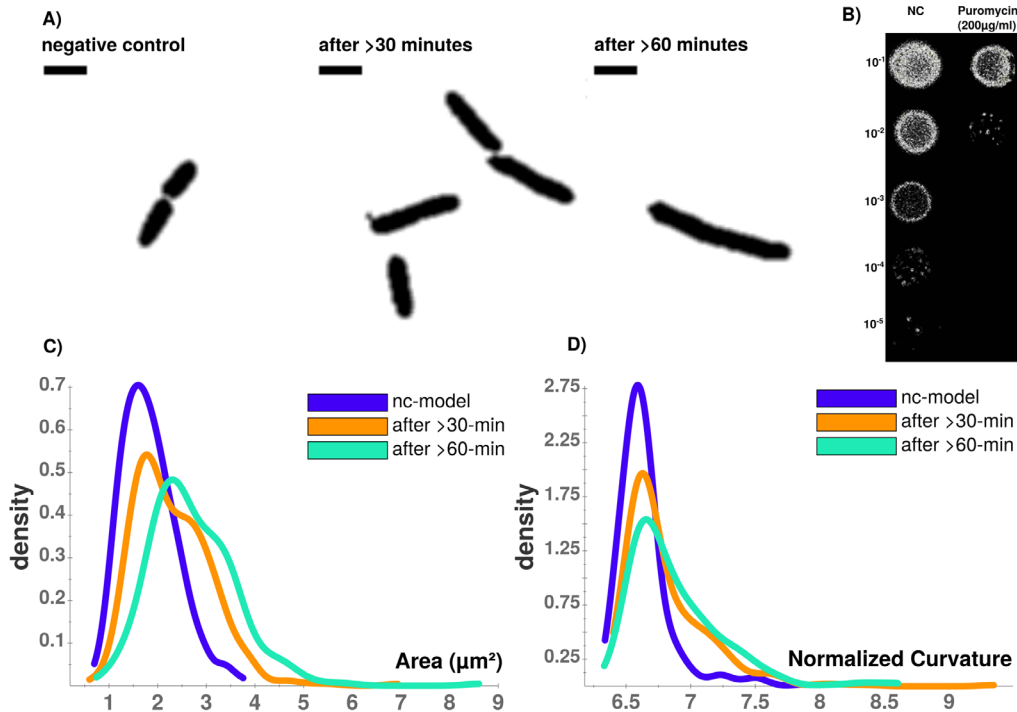 A)
negative control
after >30 minutes
after >60 minutes
B)
NC
Puromycin
(200μg/ml)
10-1
10-2
10-3
10-4
10-5
C)
0.7
0.6
0.5
0.4
0.3
0.2
0.1
density
nc-model
after >30-min
after >60-min
Area (μm²)
1 2 3 4 5 6 7 8 9
D)
2.75
2.25
1.75
1.25
0.75
0.25
density
nc-model
after >30-min
after >60-min
Normalized Curvature
6.5 7 7.5 8 8.5 9